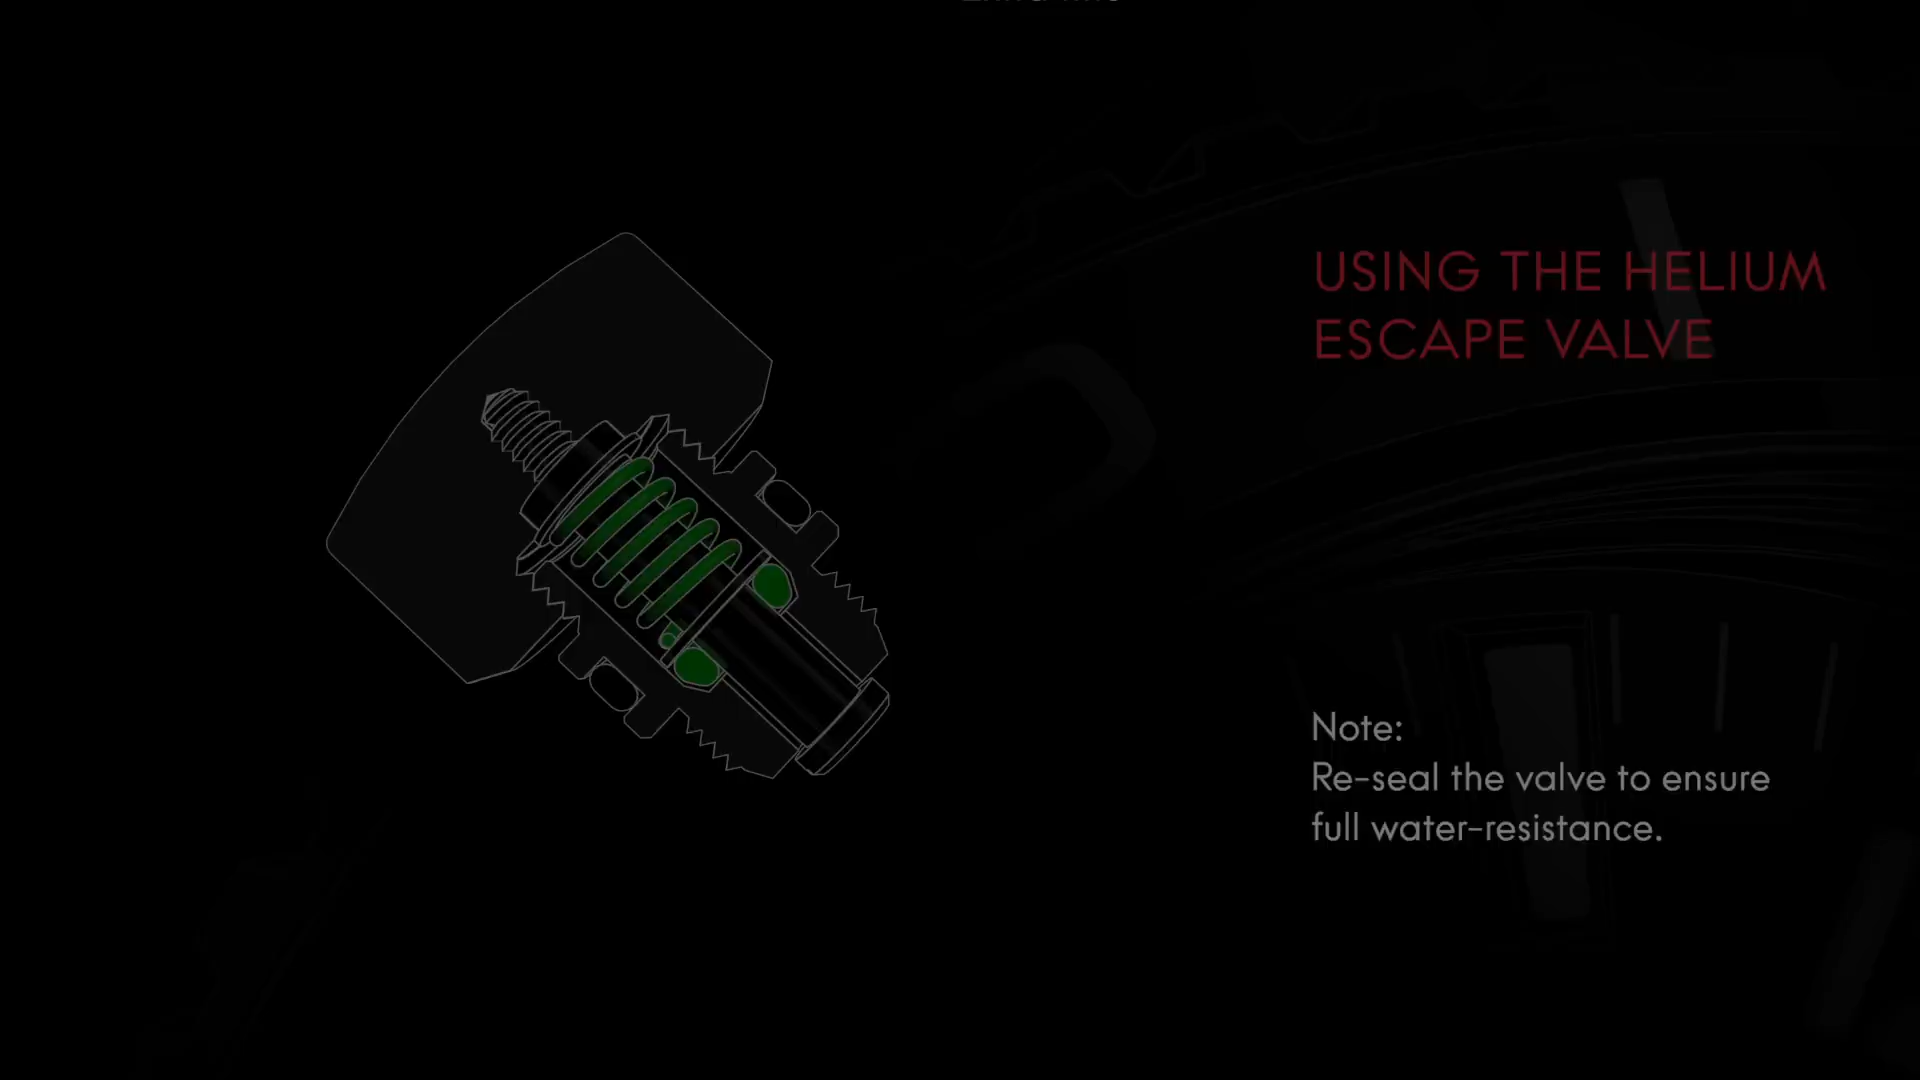 USING THE HELIUM
ESCAPE VALVE
Note:
Re-seal the valve to ensure
full water-resistance.